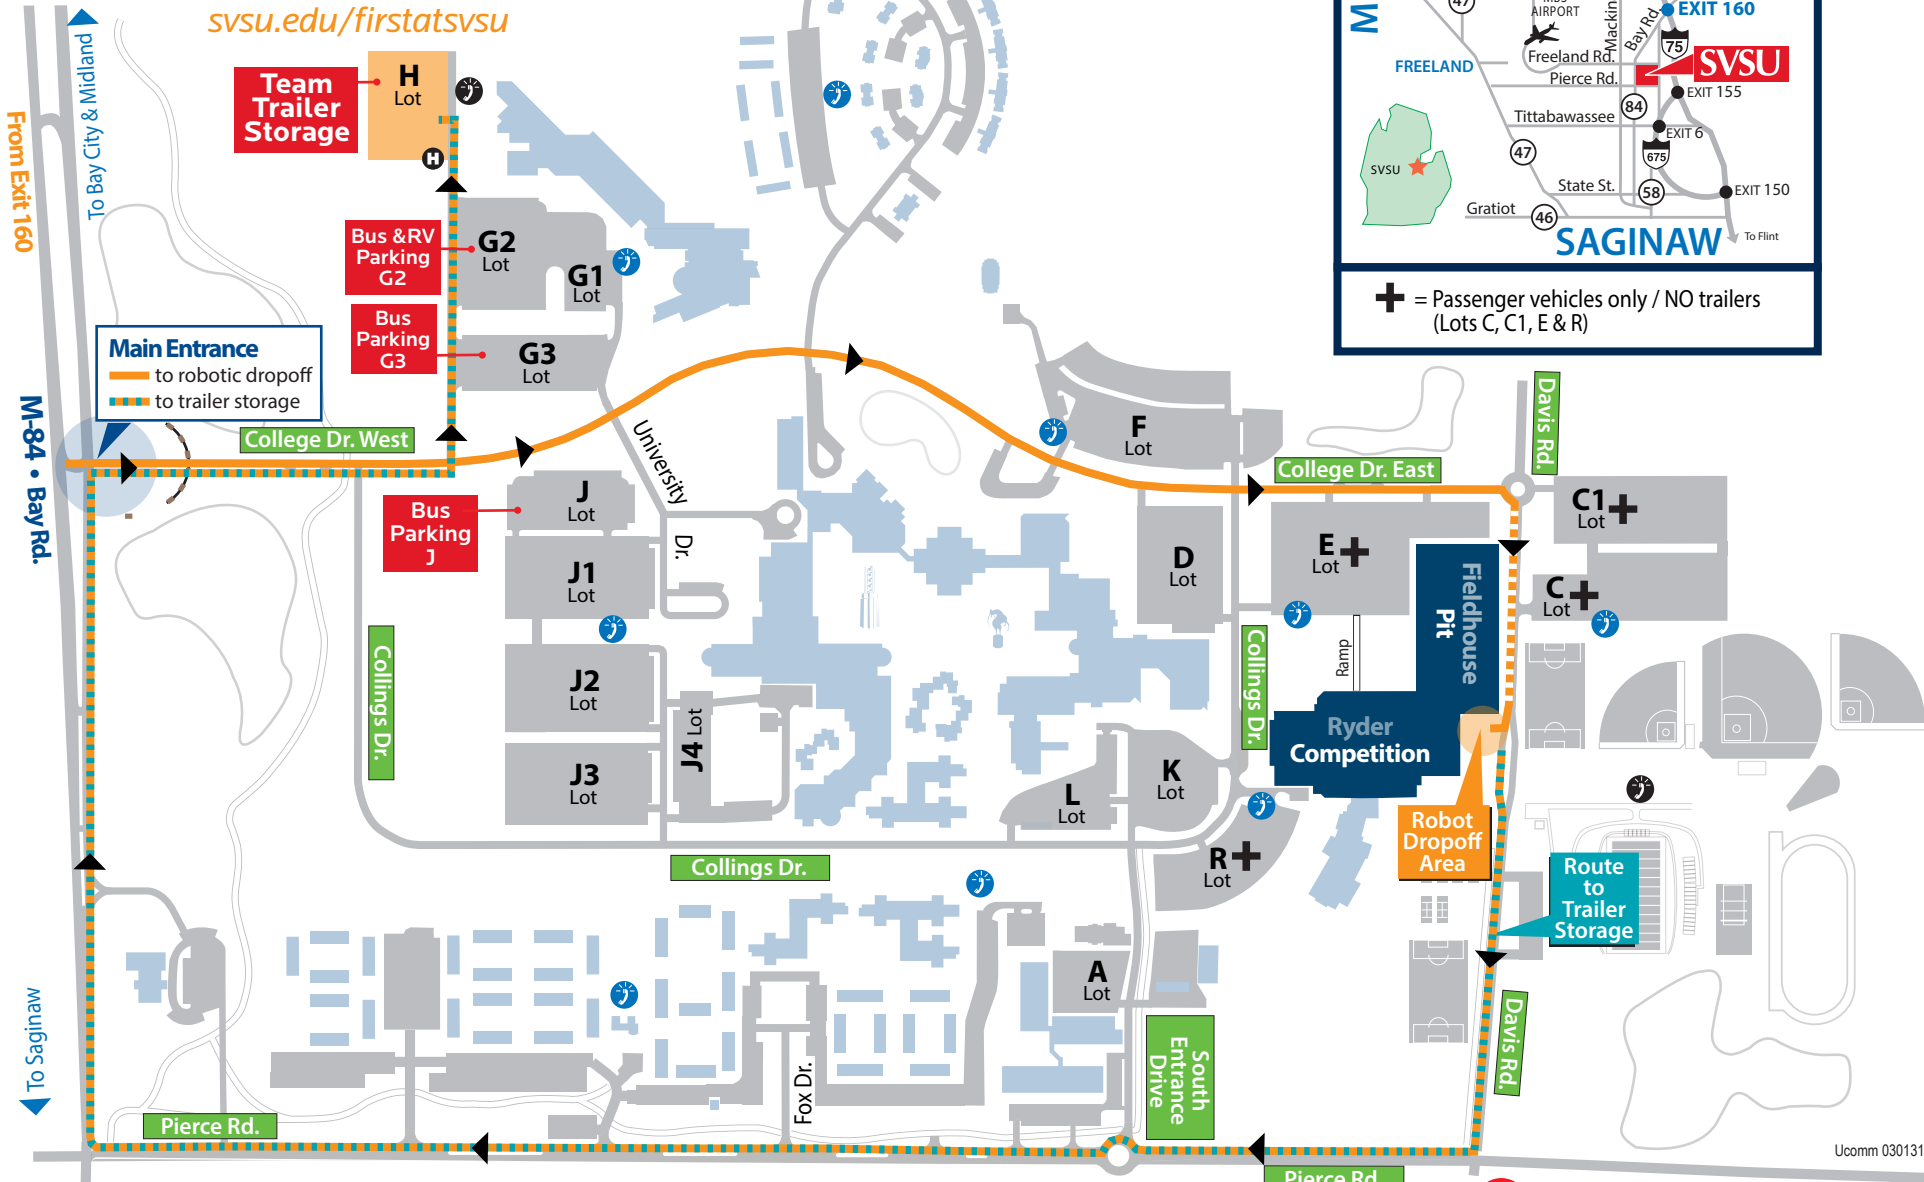 svsu.edu/firstatsvsu
To Bay City & Midland
From Exit 160
Team
Trailer
Storage
H
Lot
H
Bus & RV
Parking
G2
G2
Lot
G1
Lot
Bus
Parking
G3
G3
Lot
Main Entrance
to robotic dropoff
to trailer storage
M-84 • Bay Rd.
College Dr. West
University
Dr.
Bus
Parking
J
J
Lot
J1
Lot
J2
Lot
J3
Lot
J4 Lot
Collings Dr.
Collings Dr.
Collings Dr.
F
Lot
D
Lot
E
Lot
College Dr. East
Davis Rd.
C1
Lot
C
Lot
Fieldhouse
Pit
Ramp
Ryder
Competition
K
Lot
L
Lot
R
Lot
Robot
Dropoff
Area
Route
to
Trailer
Storage
A
Lot
South
Entrance
Drive
Davis Rd.
Fox Dr.
Pierce Rd.
Pierce Rd.
To Saginaw
Ucomm 030131
M
47
AIRPORT
Bay Rd.
EXIT 160
75
Freeland Rd.
FREELAND
Pierce Rd.
SVSU
EXIT 155
84
Tittabawassee
EXIT 6
47
675
SVSU
State St.
58
EXIT 150
Gratiot
46
SAGINAW
To Flint
= Passenger vehicles only / NO trailers
(Lots C, C1, E & R)